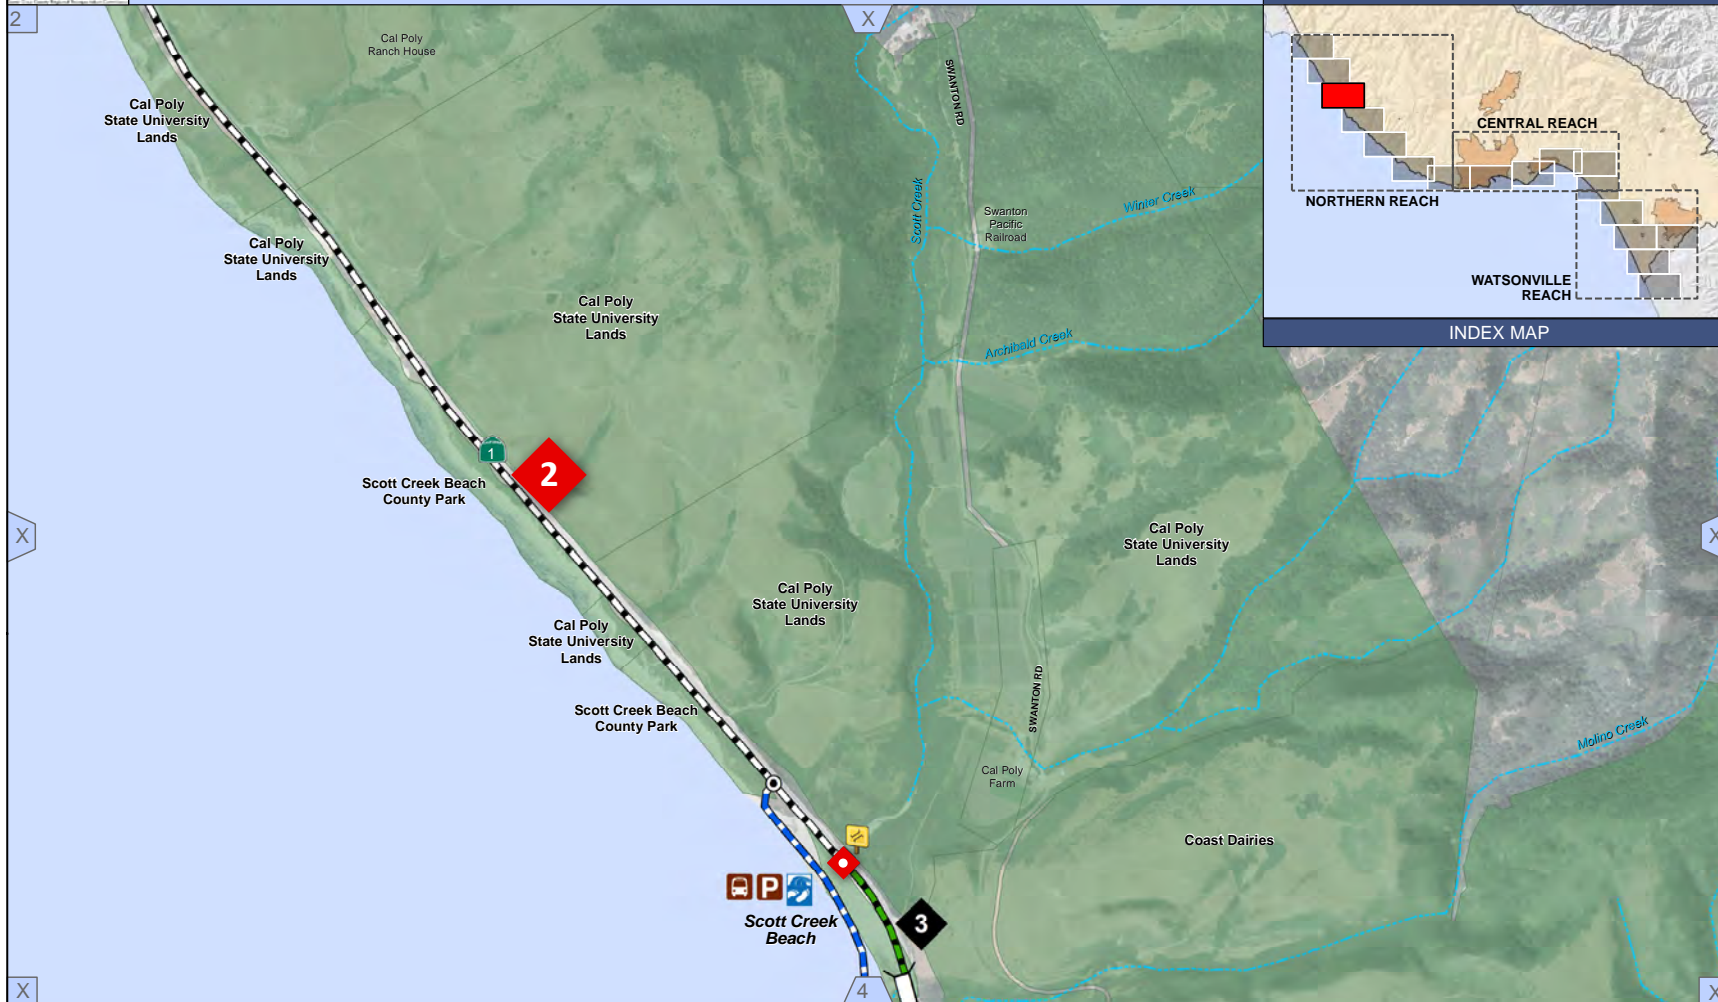 2
X
Cal Poly
Ranch House
SWANTON RD
Cal Poly
State University
Lands
CENTRAL REACH
NORTHERN REACH
WATSONVILLE
REACH
INDEX MAP
Scott Creek
Winter Creek
Swanton
Pacific
Railroad
Cal Poly
State University
Lands
Cal Poly
State University
Lands
Archibald Creek
1
2
Scott Creek Beach
County Park
X
X
Cal Poly
State University
Lands
Cal Poly
State University
Lands
Cal Poly
State University
Lands
SWANTON RD
Scott Creek Beach
County Park
Molino Creek
Cal Poly
Farm
Coast Dairies
P
Scott Creek
Beach
3
X
4
X